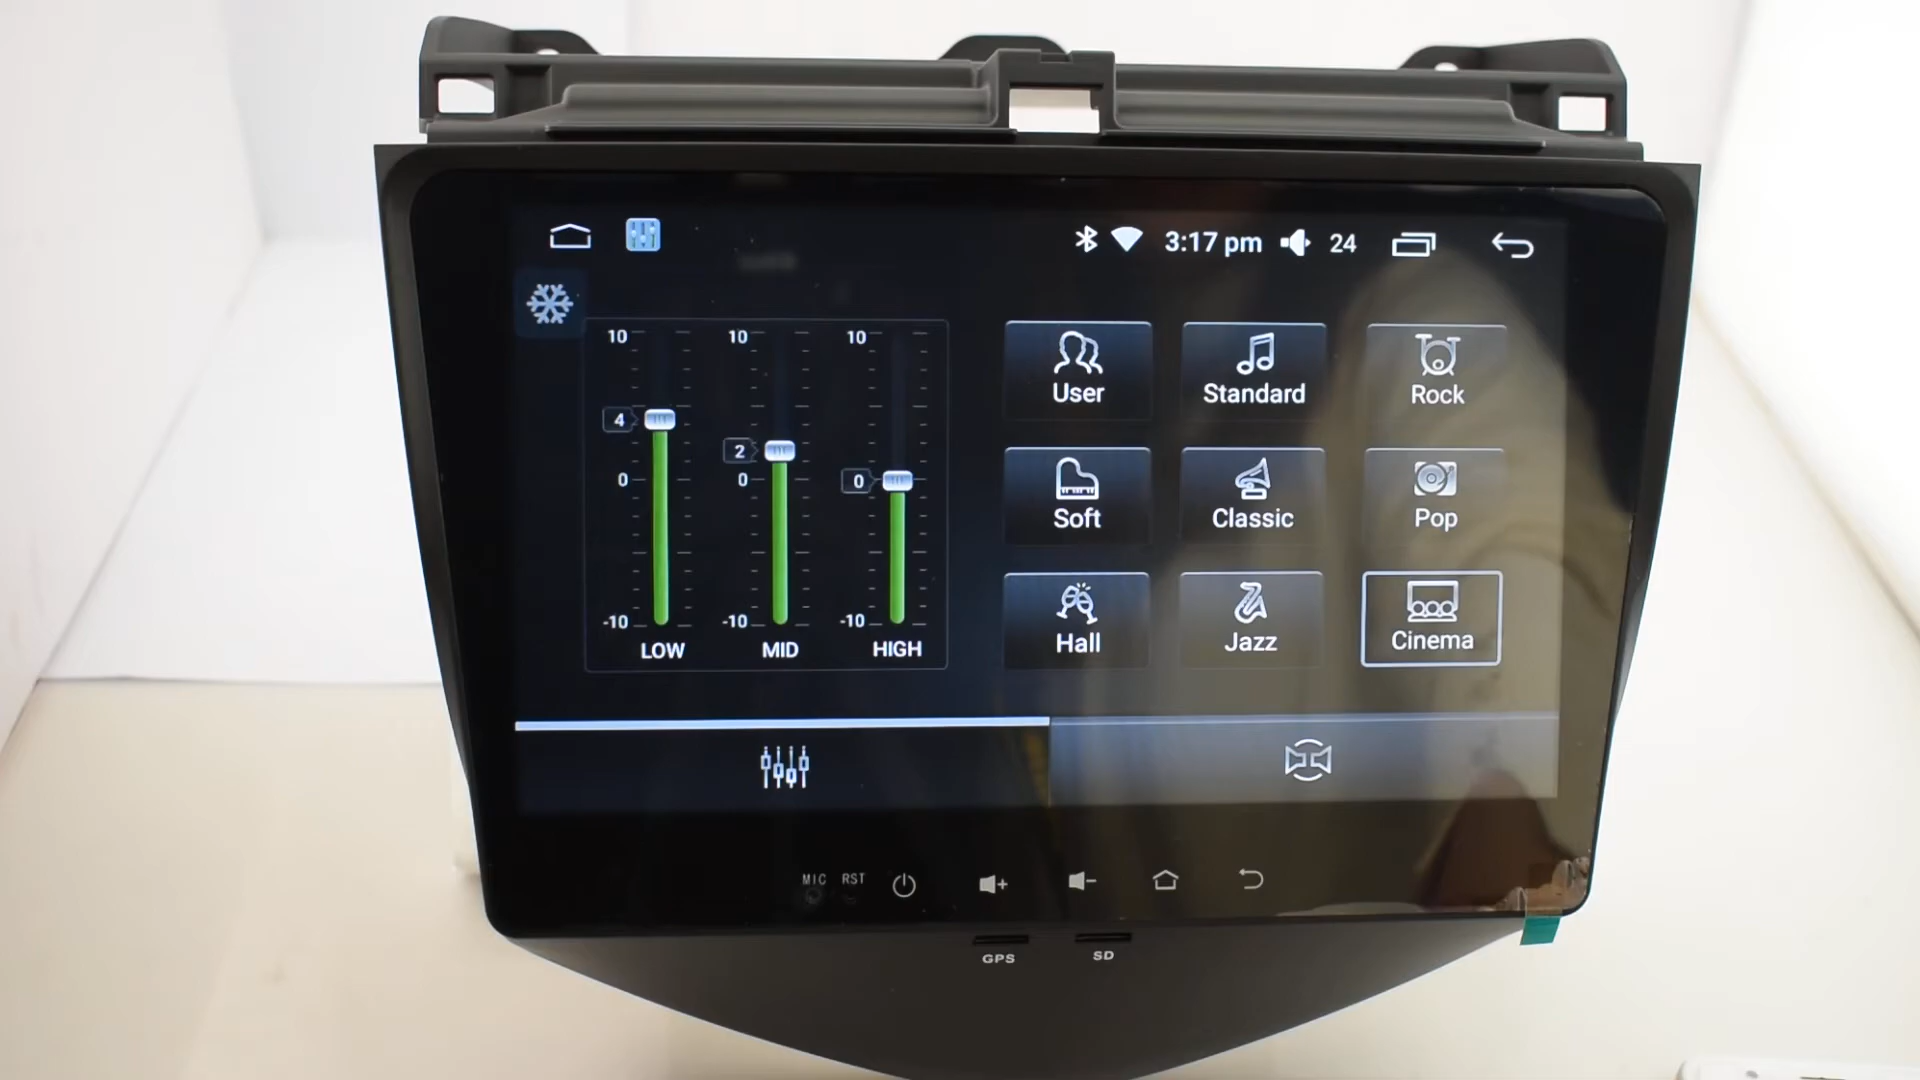 3:17 pm 24
10 10 10
User Standard Rock
4
2
0 0 0
Soft Classic Pop
-10 -10 -10
LOW MID HIGH
Hall Jazz Cinema
MIC RST
GPS SD